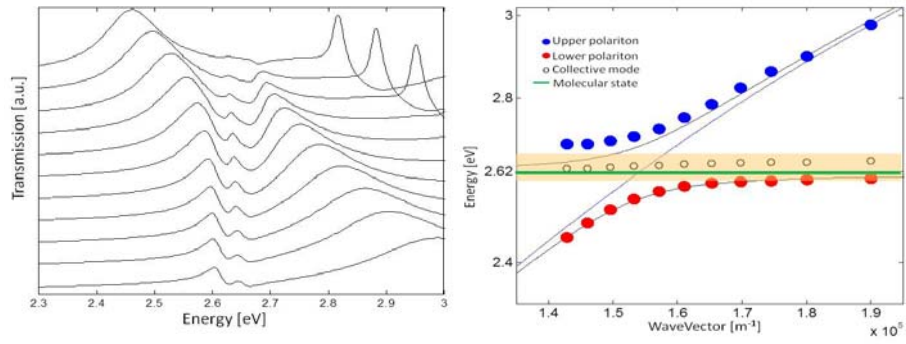 Transmission [a.u.]
2.3 2.4 2.5 2.6 2.7 2.8 2.9 3
Energy [eV]
Upper polariton
Lower polariton
Collective mode
Molecular state
Energy [eV]
3
2.8
2.62
2.4
1.4 1.5 1.6 1.7 1.8 1.9
WaveVector [m⁻¹]
x 10⁵